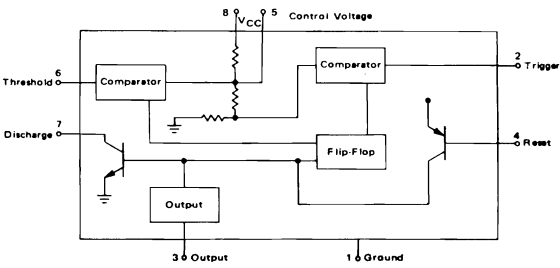 8 VCC 5 Control Voltage
2
Trigger
6
Threshold
Comparator
Comparator
7
Discharge
4
Reset
Flip-Flop
Output
3 Output
1 Ground